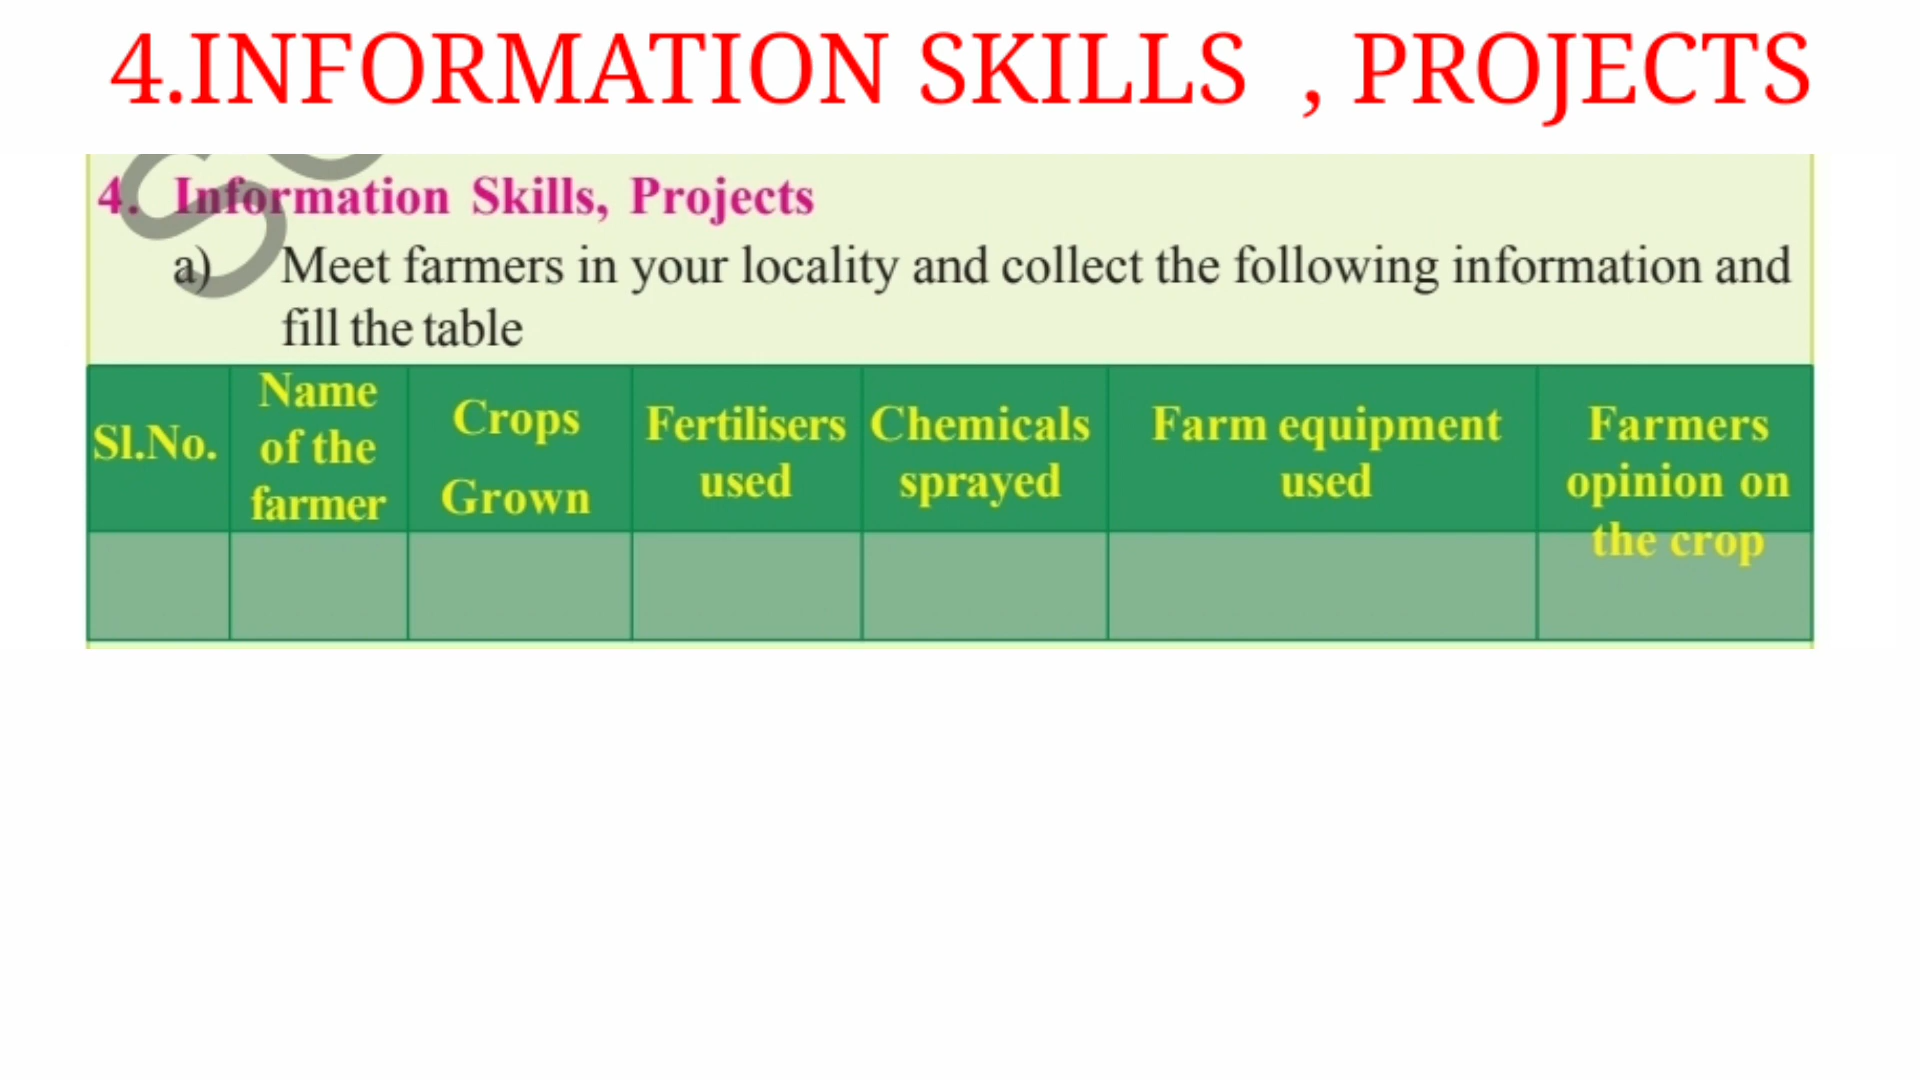 4.INFORMATION SKILLS , PROJECTS
4. Information Skills, Projects
a) Meet farmers in your locality and collect the following information and
fill the table
Sl.No.
Name
of the
farmer
Crops
Grown
Fertilisers
used
Chemicals
sprayed
Farm equipment
used
Farmers
opinion on
the crop